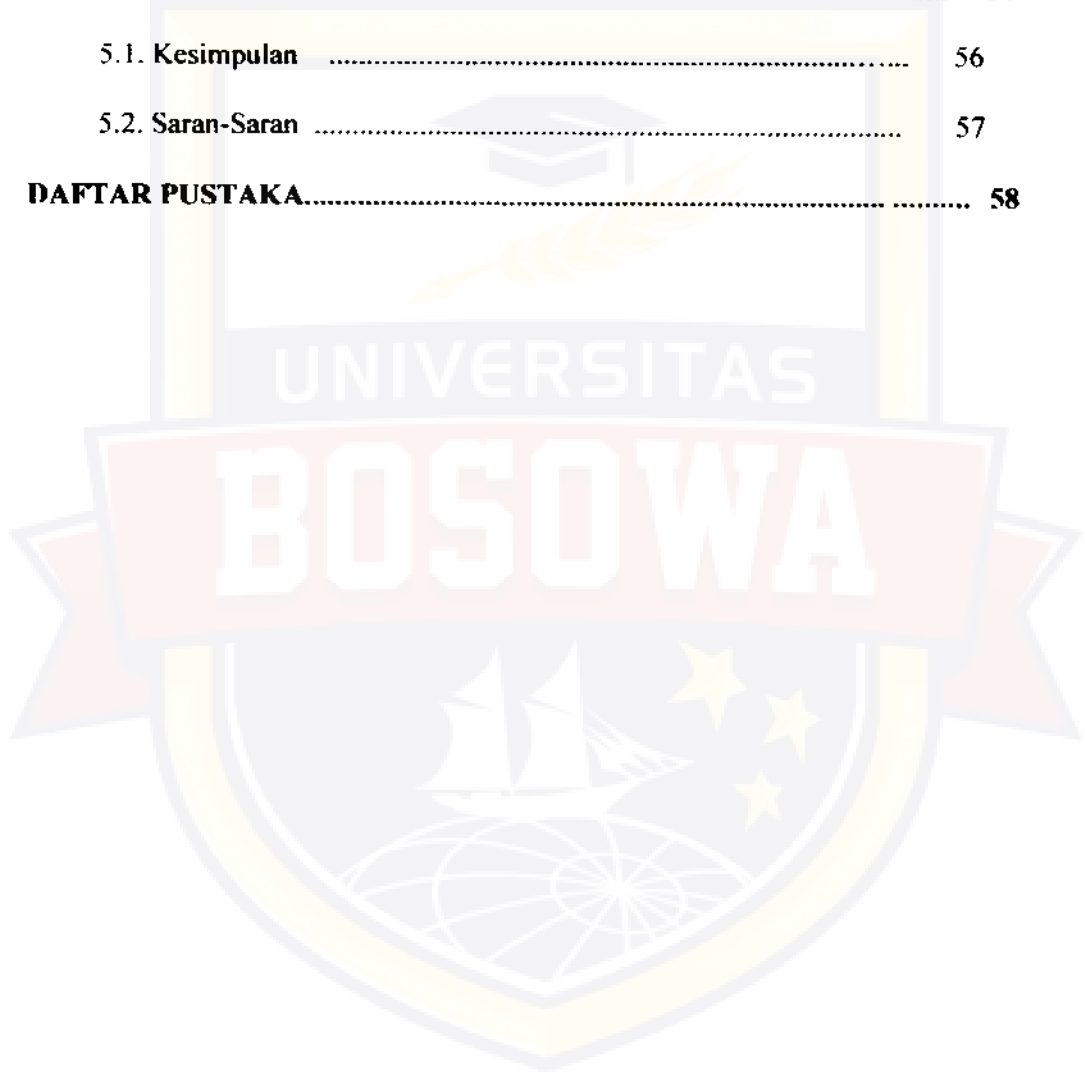 5.1. Kesimpulan ........................................................ 56
5.2. Saran-Saran ........................................................ 57
DAFTAR PUSTAKA........................................................ 58
UNIVERSITAS
BOSOWA